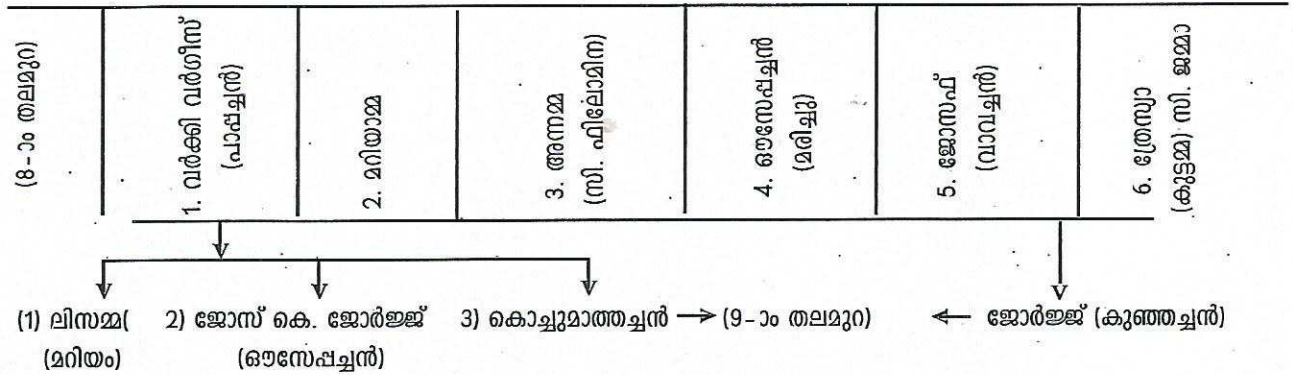 (8-ാം തലമുറ)
1. വർക്കി വർഗീസ്
(പാപ്പച്ചൻ)
2. മറിയാമ്മ
3. അന്നമ്മ
(സി. ഫിലോമിന)
4. ഔസേപ്പച്ചൻ
(മരിച്ചു)
5. ജോസഫ്
(വാവച്ചൻ)
6. ത്രേസ്യാ
(കുട്ടമ്മ) സി. ജമ്മാ
(1) ലിസമ്മ( 2) ജോസ് കെ. ജോർജ്ജ് 3) കൊച്ചുമാത്തച്ചൻ → (9-ാം തലമുറ) ← ജോർജ്ജ് (കുഞ്ഞച്ചൻ)
(മറിയം) (ഔസേപ്പച്ചൻ)